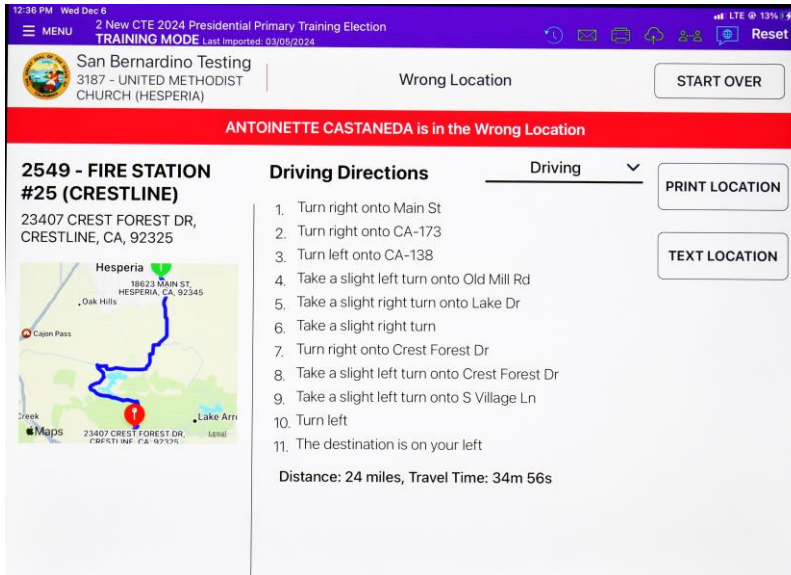 12:36 PM Wed Dec 6
LTE 13%
MENU
2 New CTE 2024 Presidential Primary Training Election
TRAINING MODE Last Imported: 03/05/2024
Reset
San Bernardino Testing
3187 - UNITED METHODIST
CHURCH (HESPERIA)
Wrong Location
START OVER
ANTOINETTE CASTANEDA is in the Wrong Location
2549 - FIRE STATION
#25 (CRESTLINE)
23407 CREST FOREST DR,
CRESTLINE, CA, 92325
Hesperia
18623 MAIN ST,
HESPERIA, CA, 92345
Oak Hills
Cajon Pass
Creek
Lake Arr
Maps
23407 CREST FOREST DR,
CRESTLINE, CA, 92325
Legal
Driving Directions
Driving
1. Turn right onto Main St
2. Turn right onto CA-173
3. Turn left onto CA-138
4. Take a slight left turn onto Old Mill Rd
5. Take a slight right turn onto Lake Dr
6. Take a slight right turn
7. Turn right onto Crest Forest Dr
8. Take a slight left turn onto Crest Forest Dr
9. Take a slight left turn onto S Village Ln
10. Turn left
11. The destination is on your left
Distance: 24 miles, Travel Time: 34m 56s
PRINT LOCATION
TEXT LOCATION